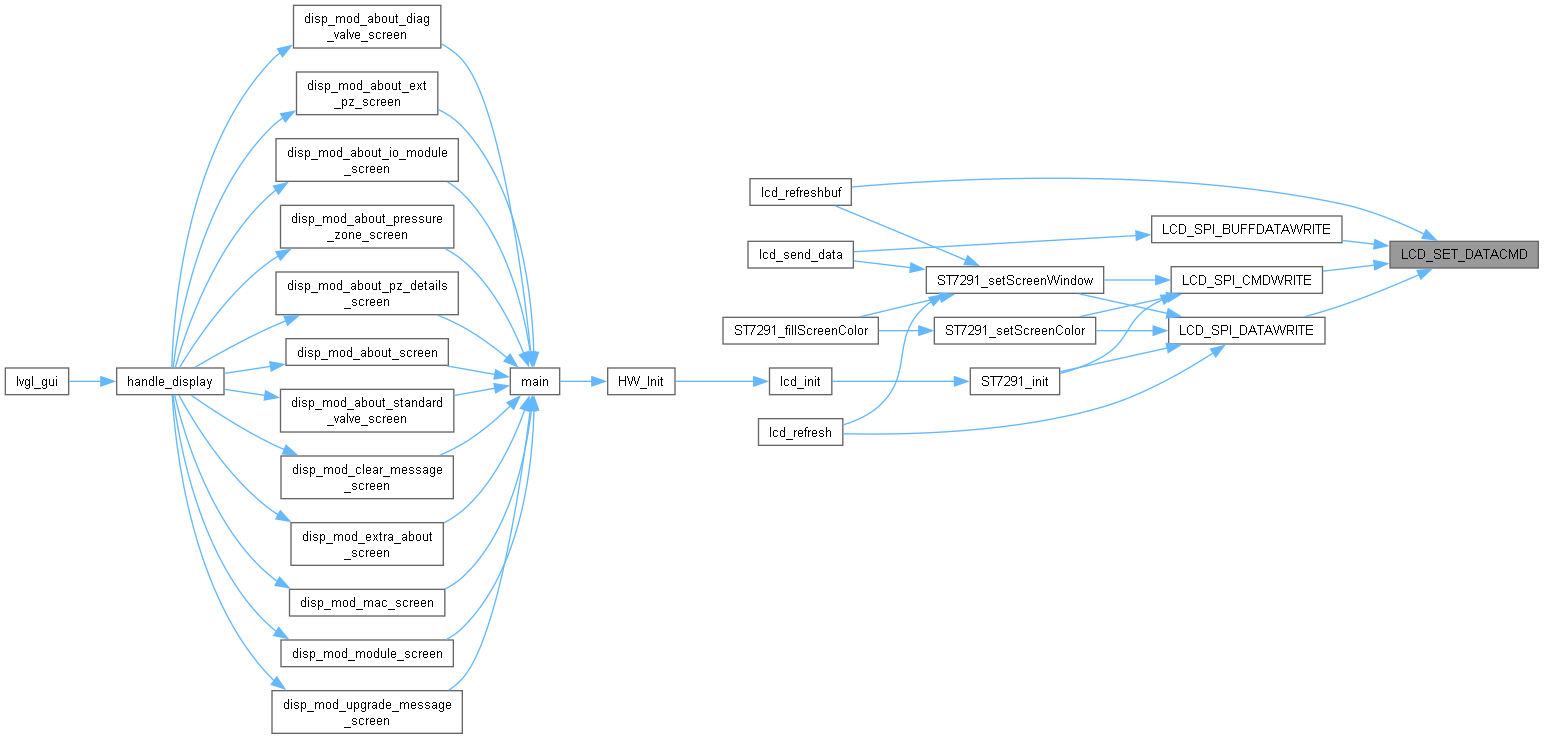 disp_mod_about_diag
_valve_screen
disp_mod_about_ext
_pz_screen
disp_mod_about_io_module
_screen
disp_mod_about_pressure
_zone_screen
disp_mod_about_pz_details
_screen
disp_mod_about_screen
disp_mod_about_standard
_valve_screen
disp_mod_clear_message
_screen
disp_mod_extra_about
_screen
disp_mod_mac_screen
disp_mod_module_screen
disp_mod_upgrade_message
_screen
lvgl_gui
handle_display
main
HW_Init
lcd_init
lcd_refreshbuf
lcd_send_data
ST7291_fillScreenColor
lcd_refresh
ST7291_setScreenWindow
ST7291_setScreenColor
ST7291_init
LCD_SPI_BUFFDATAWRITE
LCD_SPI_CMDWRITE
LCD_SPI_DATAWRITE
LCD_SET_DATACMD